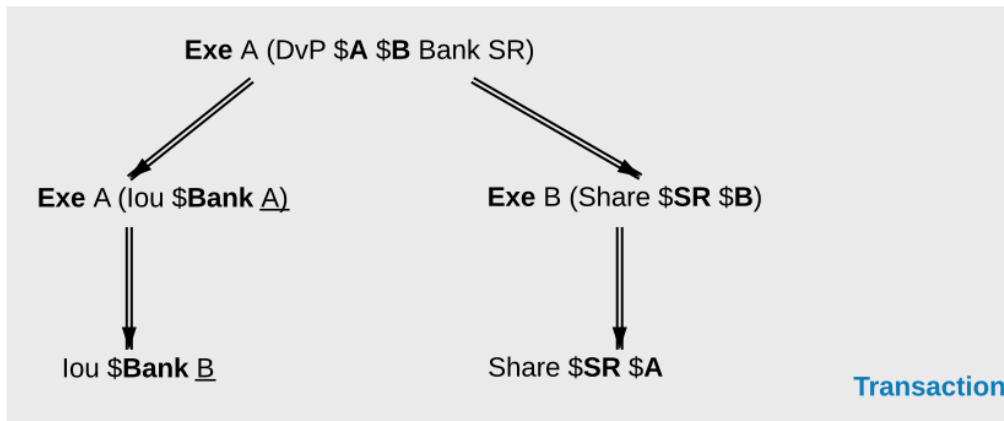 Exe A (DvP $A $B Bank SR)
Exe A (Iou $Bank A)
Exe B (Share $SR $B)
Iou $Bank B
Share $SR $A
Transaction